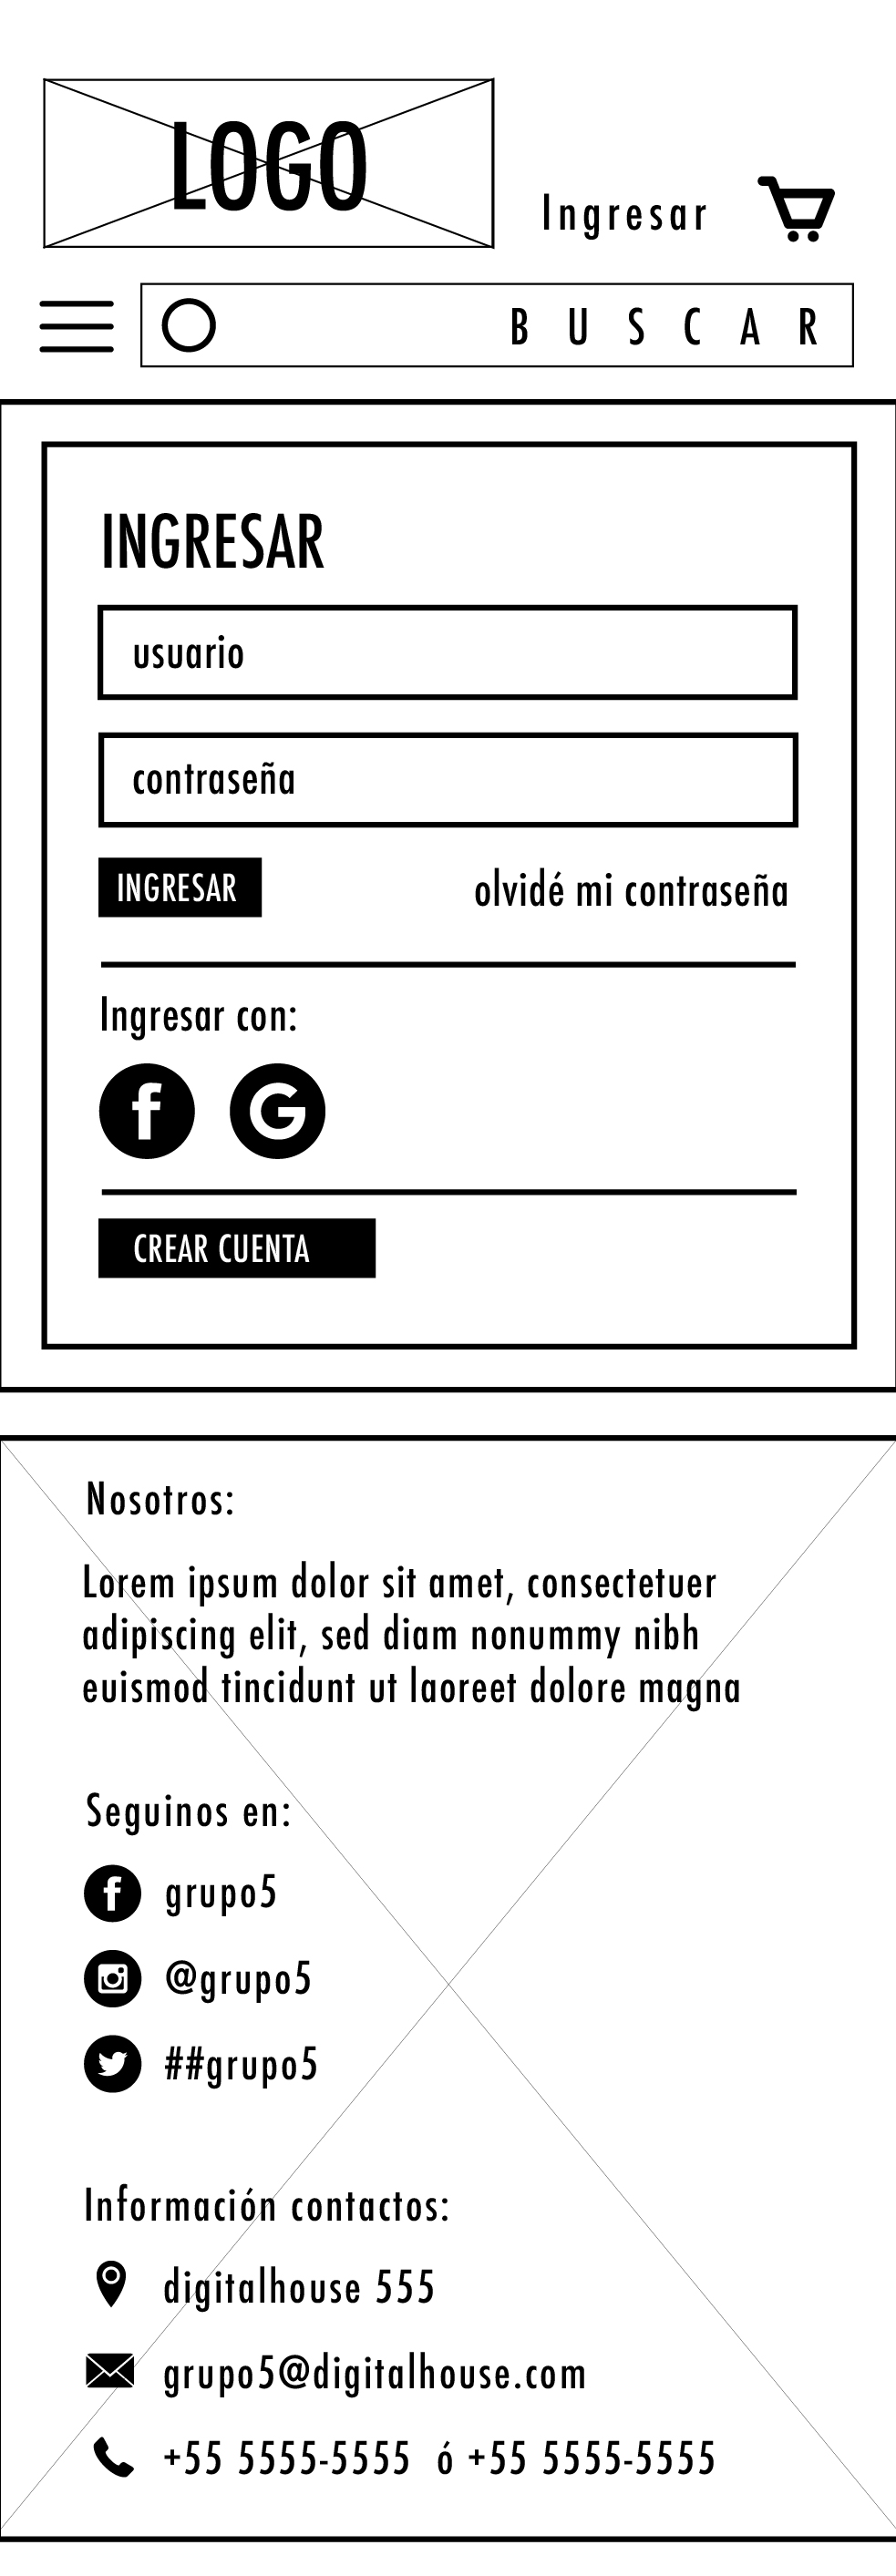 LOGO
Ingresar
BUSCAR
INGRESAR
usuario
contraseña
INGRESAR
olvidé mi contraseña
Ingresar con:
CREAR CUENTA
Nosotros:
Lorem ipsum dolor sit amet, consectetuer
adipiscing elit, sed diam nonummy nibh
euismod tincidunt ut laoreet dolore magna
Seguinos en:
grupo5
@grupo5
##grupo5
Información contactos:
digitalhouse 555
grupo5@digitalhouse.com
+55 5555-5555 ó +55 5555-5555